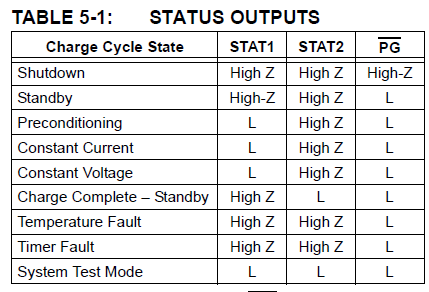 TABLE 5-1: STATUS OUTPUTS
Charge Cycle State STAT1 STAT2 PG
Shutdown High Z High Z High-Z
Standby High-Z High Z L
Preconditioning L High Z L
Constant Current L High Z L
Constant Voltage L High Z L
Charge Complete – Standby High Z L L
Temperature Fault High Z High Z L
Timer Fault High Z High Z L
System Test Mode L L L